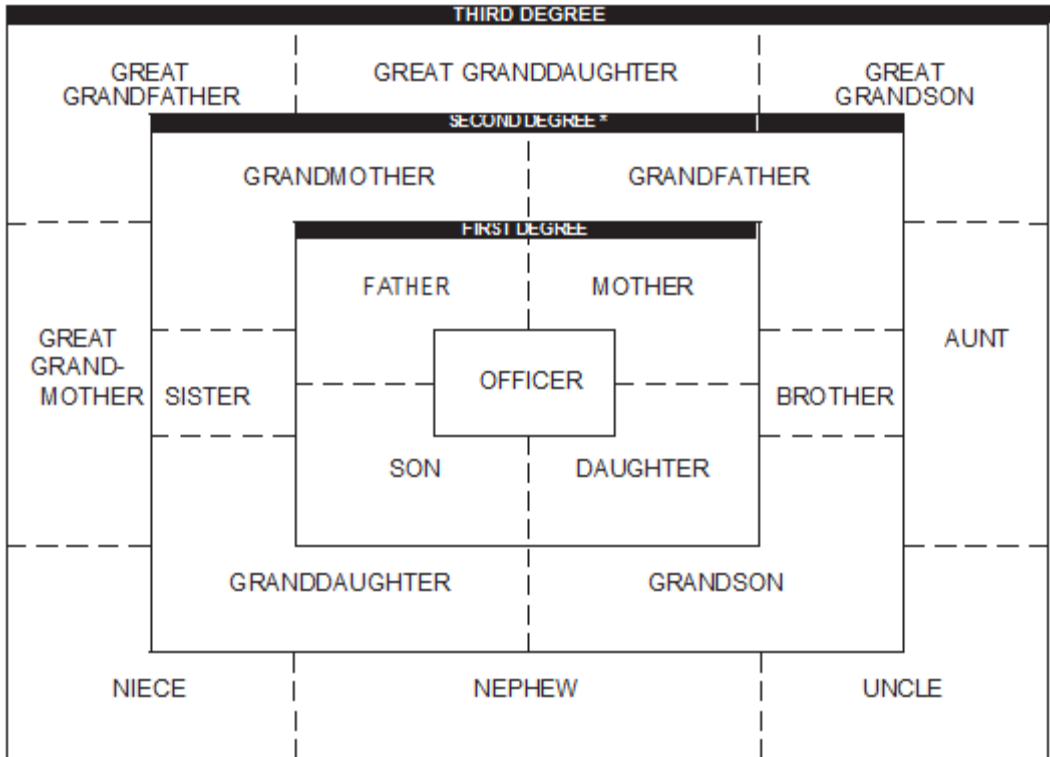 THIRD DEGREE
GREAT
GRANDFATHER
GREAT GRANDDAUGHTER
GREAT
GRANDSON
SECOND DEGREE *
GRANDMOTHER
GRANDFATHER
FIRST DEGREE
FATHER
MOTHER
GREAT
GRAND-
MOTHER
SISTER
OFFICER
BROTHER
AUNT
SON
DAUGHTER
GRANDDAUGHTER
GRANDSON
NIECE
NEPHEW
UNCLE